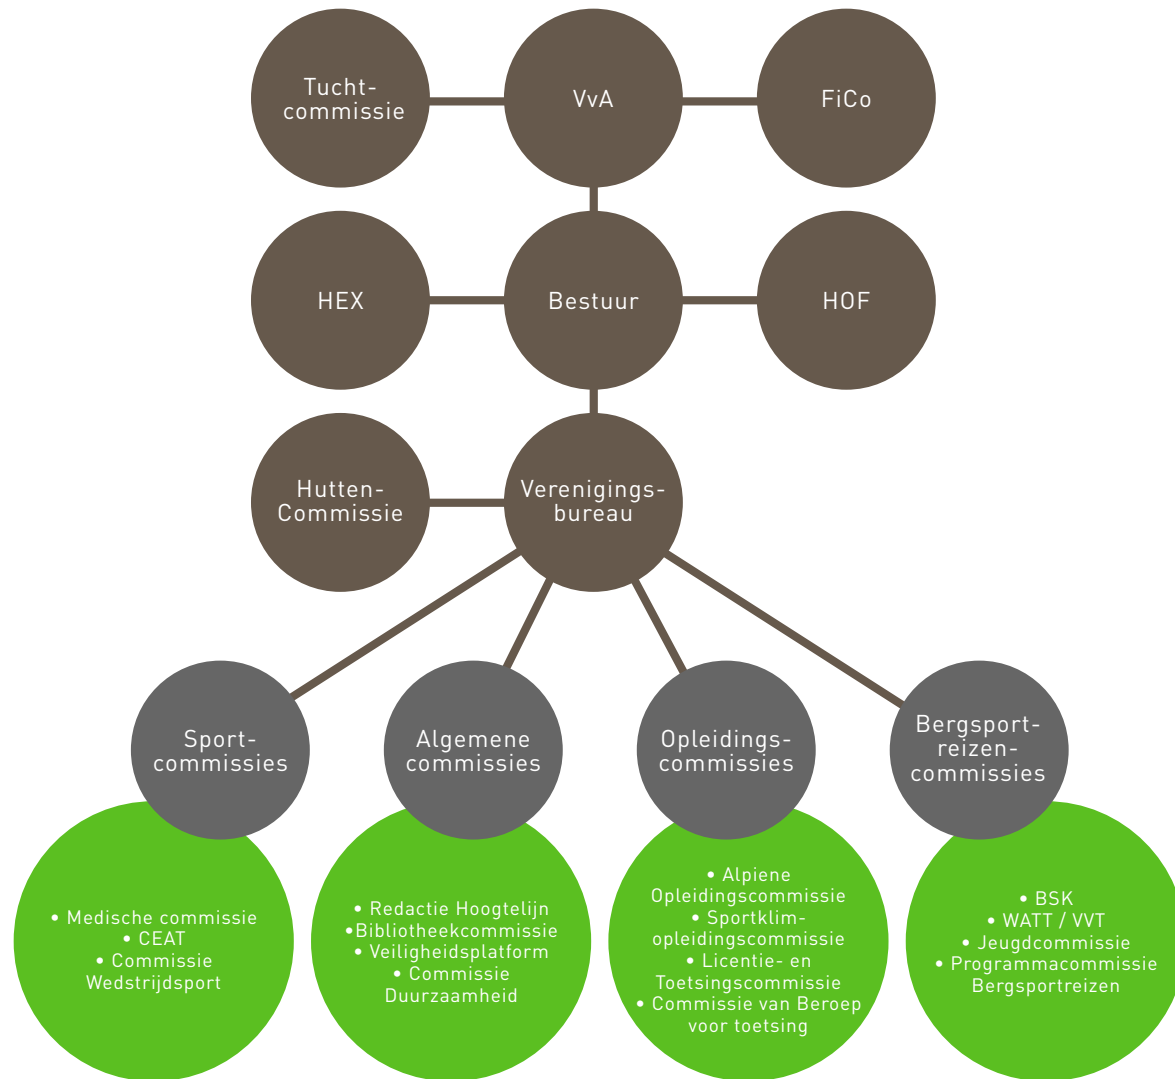 Tucht-
commissie
VvA
FiCo
HEX
Bestuur
HOF
Hutten-
Commissie
Verenigings-
bureau
Sport-
commissies
Algemene
commissies
Opleidings-
commissies
Bergsport-
reizen-
commissies
• Medische commissie
• CEAT
• Commissie
Wedstrijdsport
• Redactie Hoogtelijn
•Bibliotheekcommissie
• Veiligheidsplatform
• Commissie
Duurzaamheid
• Alpiene
Opleidingscommissie
• Sportklim-
opleidingscommissie
• Licentie- en
Toetsingscommissie
• Commissie van Beroep
voor toetsing
• BSK
• WATT / VVT
• Jeugdcommissie
• Programmacommissie
Bergsportreizen